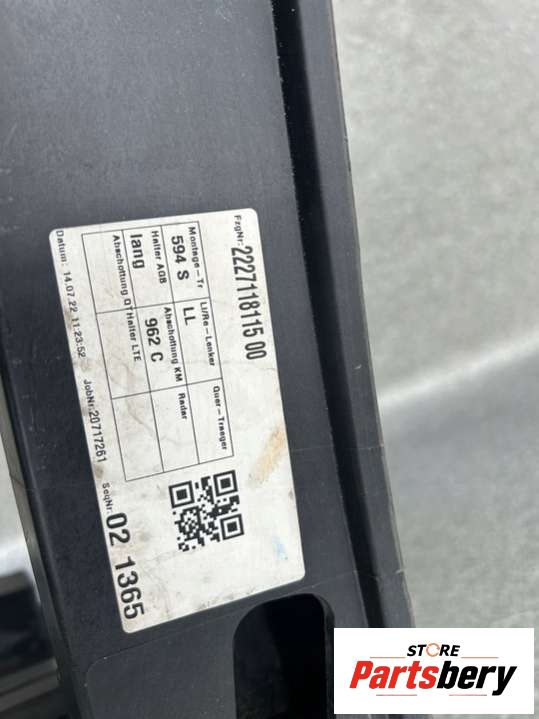 FzgNr: 2227118115 00
Montage-Tr Li/Re-Lenker Quer-Traeger
594 S LL
Halter AGB Abschottung KM Radar
lang 962 C
Abschottung QT Halter LTE
Datum: 14.07.22 11:23:52 JobNr: 20717261 SeqNr: 02 1365
STORE
Partsbery